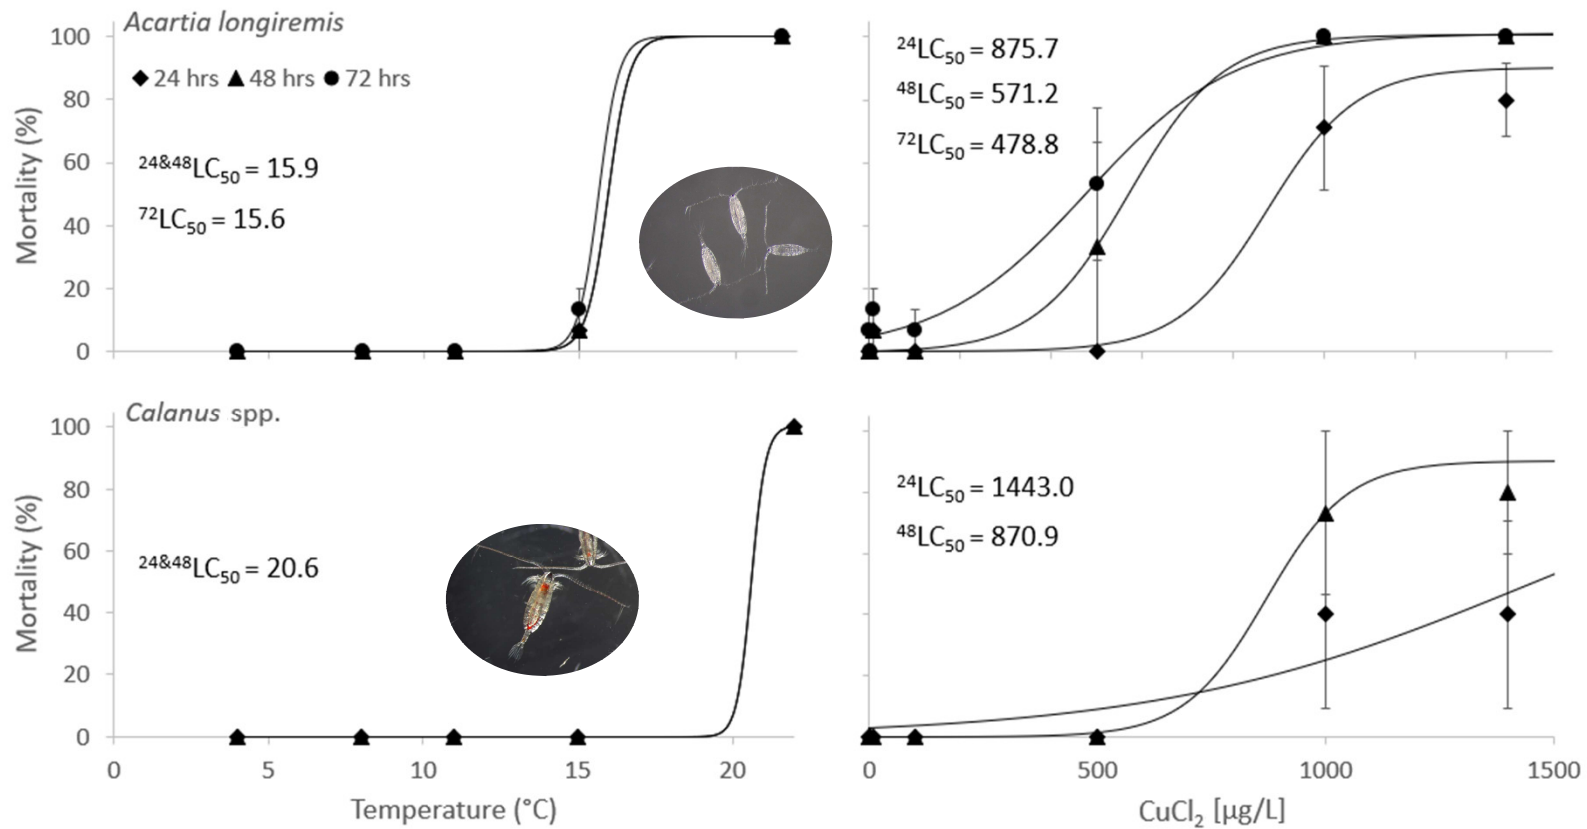 Acartia longiremis
24 hrs 48 hrs 72 hrs
24&48LC50 = 15.9
72LC50 = 15.6
Mortality (%)
100
80
60
40
20
0
24LC50 = 875.7
48LC50 = 571.2
72LC50 = 478.8
Calanus spp.
24&48LC50 = 20.6
Mortality (%)
100
80
60
40
20
0
0 5 10 15 20
Temperature (°C)
24LC50 = 1443.0
48LC50 = 870.9
0 500 1000 1500
CuCl2 [µg/L]